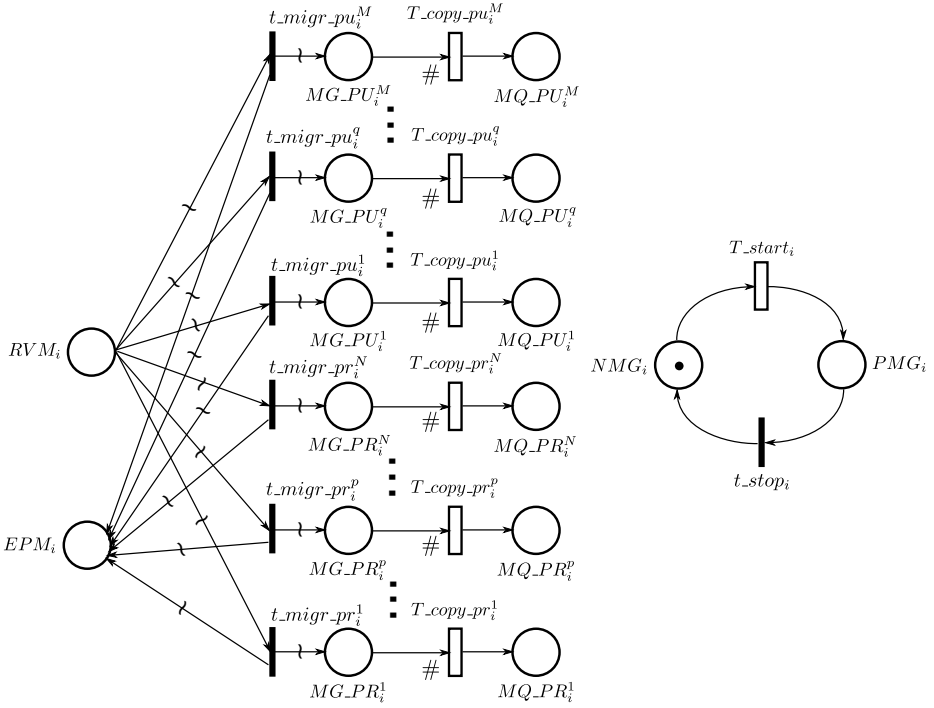 t_migr_pu_i^M T_copy_pu_i^M
#
MG_PU_i^M MQ_PU_i^M
t_migr_pu_i^q T_copy_pu_i^q
#
MG_PU_i^q MQ_PU_i^q
t_migr_pu_i^1 T_copy_pu_i^1
#
MG_PU_i^1 MQ_PU_i^1
t_migr_pr_i^N T_copy_pr_i^N
#
MG_PR_i^N MQ_PR_i^N
t_migr_pr_i^p T_copy_pr_i^p
#
MG_PR_i^p MQ_PR_i^p
t_migr_pr_i^1 T_copy_pr_i^1
#
MG_PR_i^1 MQ_PR_i^1
RVM_i
EPM_i
T_start_i
NMG_i PMG_i
t_stop_i